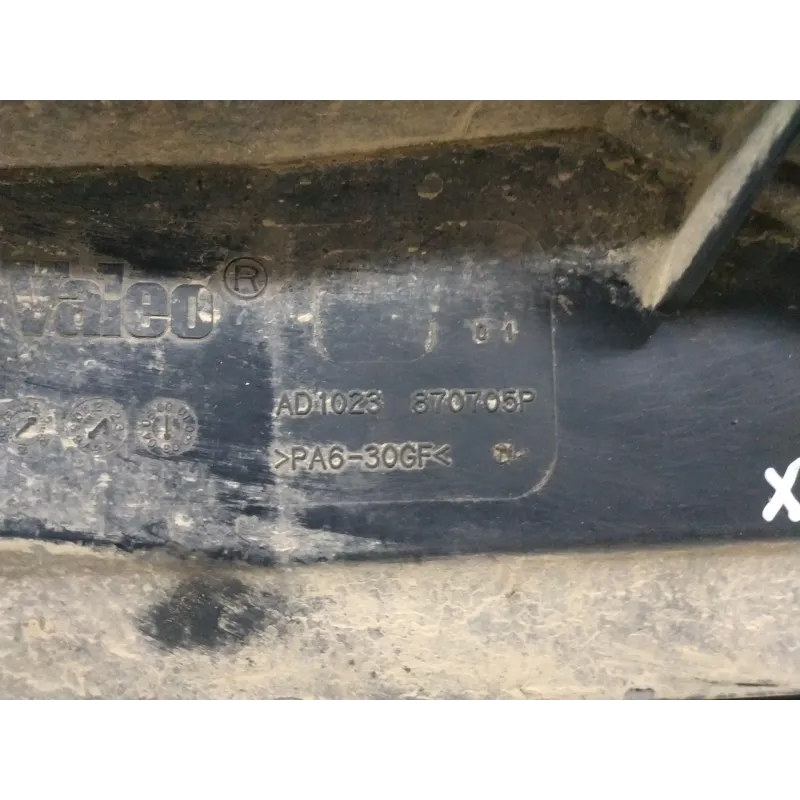 Valeo®
01
AD1023 870705P
>PA6-30GF<
X